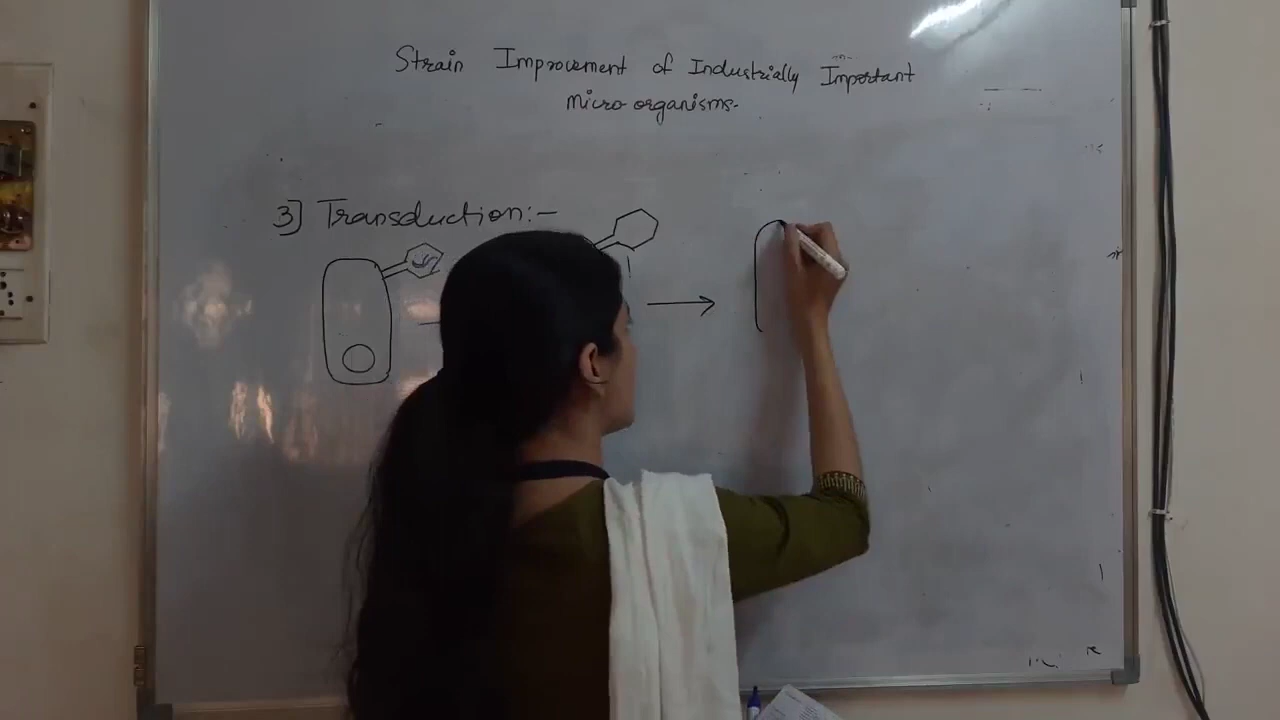 Strain Improvement of Industrially Important
Micro organisms.
3] Transduction:-